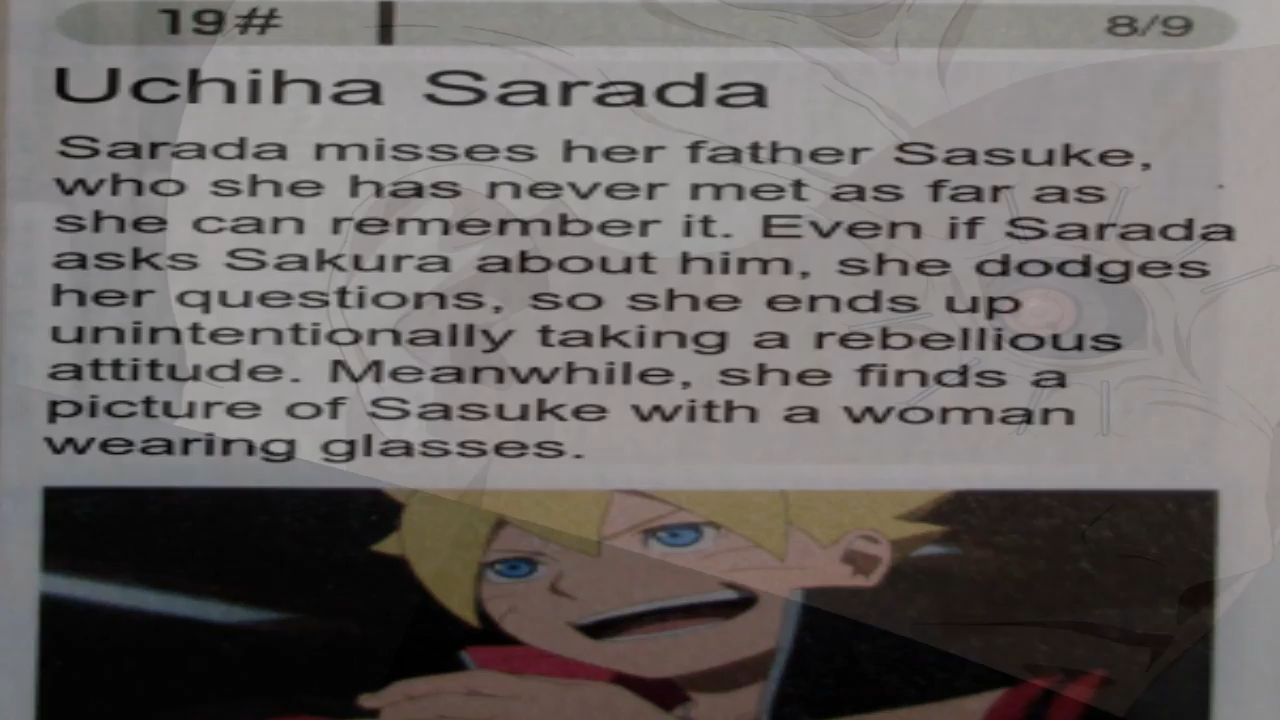 19# 8/9
Uchiha Sarada
Sarada misses her father Sasuke,
who she has never met as far as
she can remember it. Even if Sarada
asks Sakura about him, she dodges
her questions, so she ends up
unintentionally taking a rebellious
attitude. Meanwhile, she finds a
picture of Sasuke with a woman
wearing glasses.